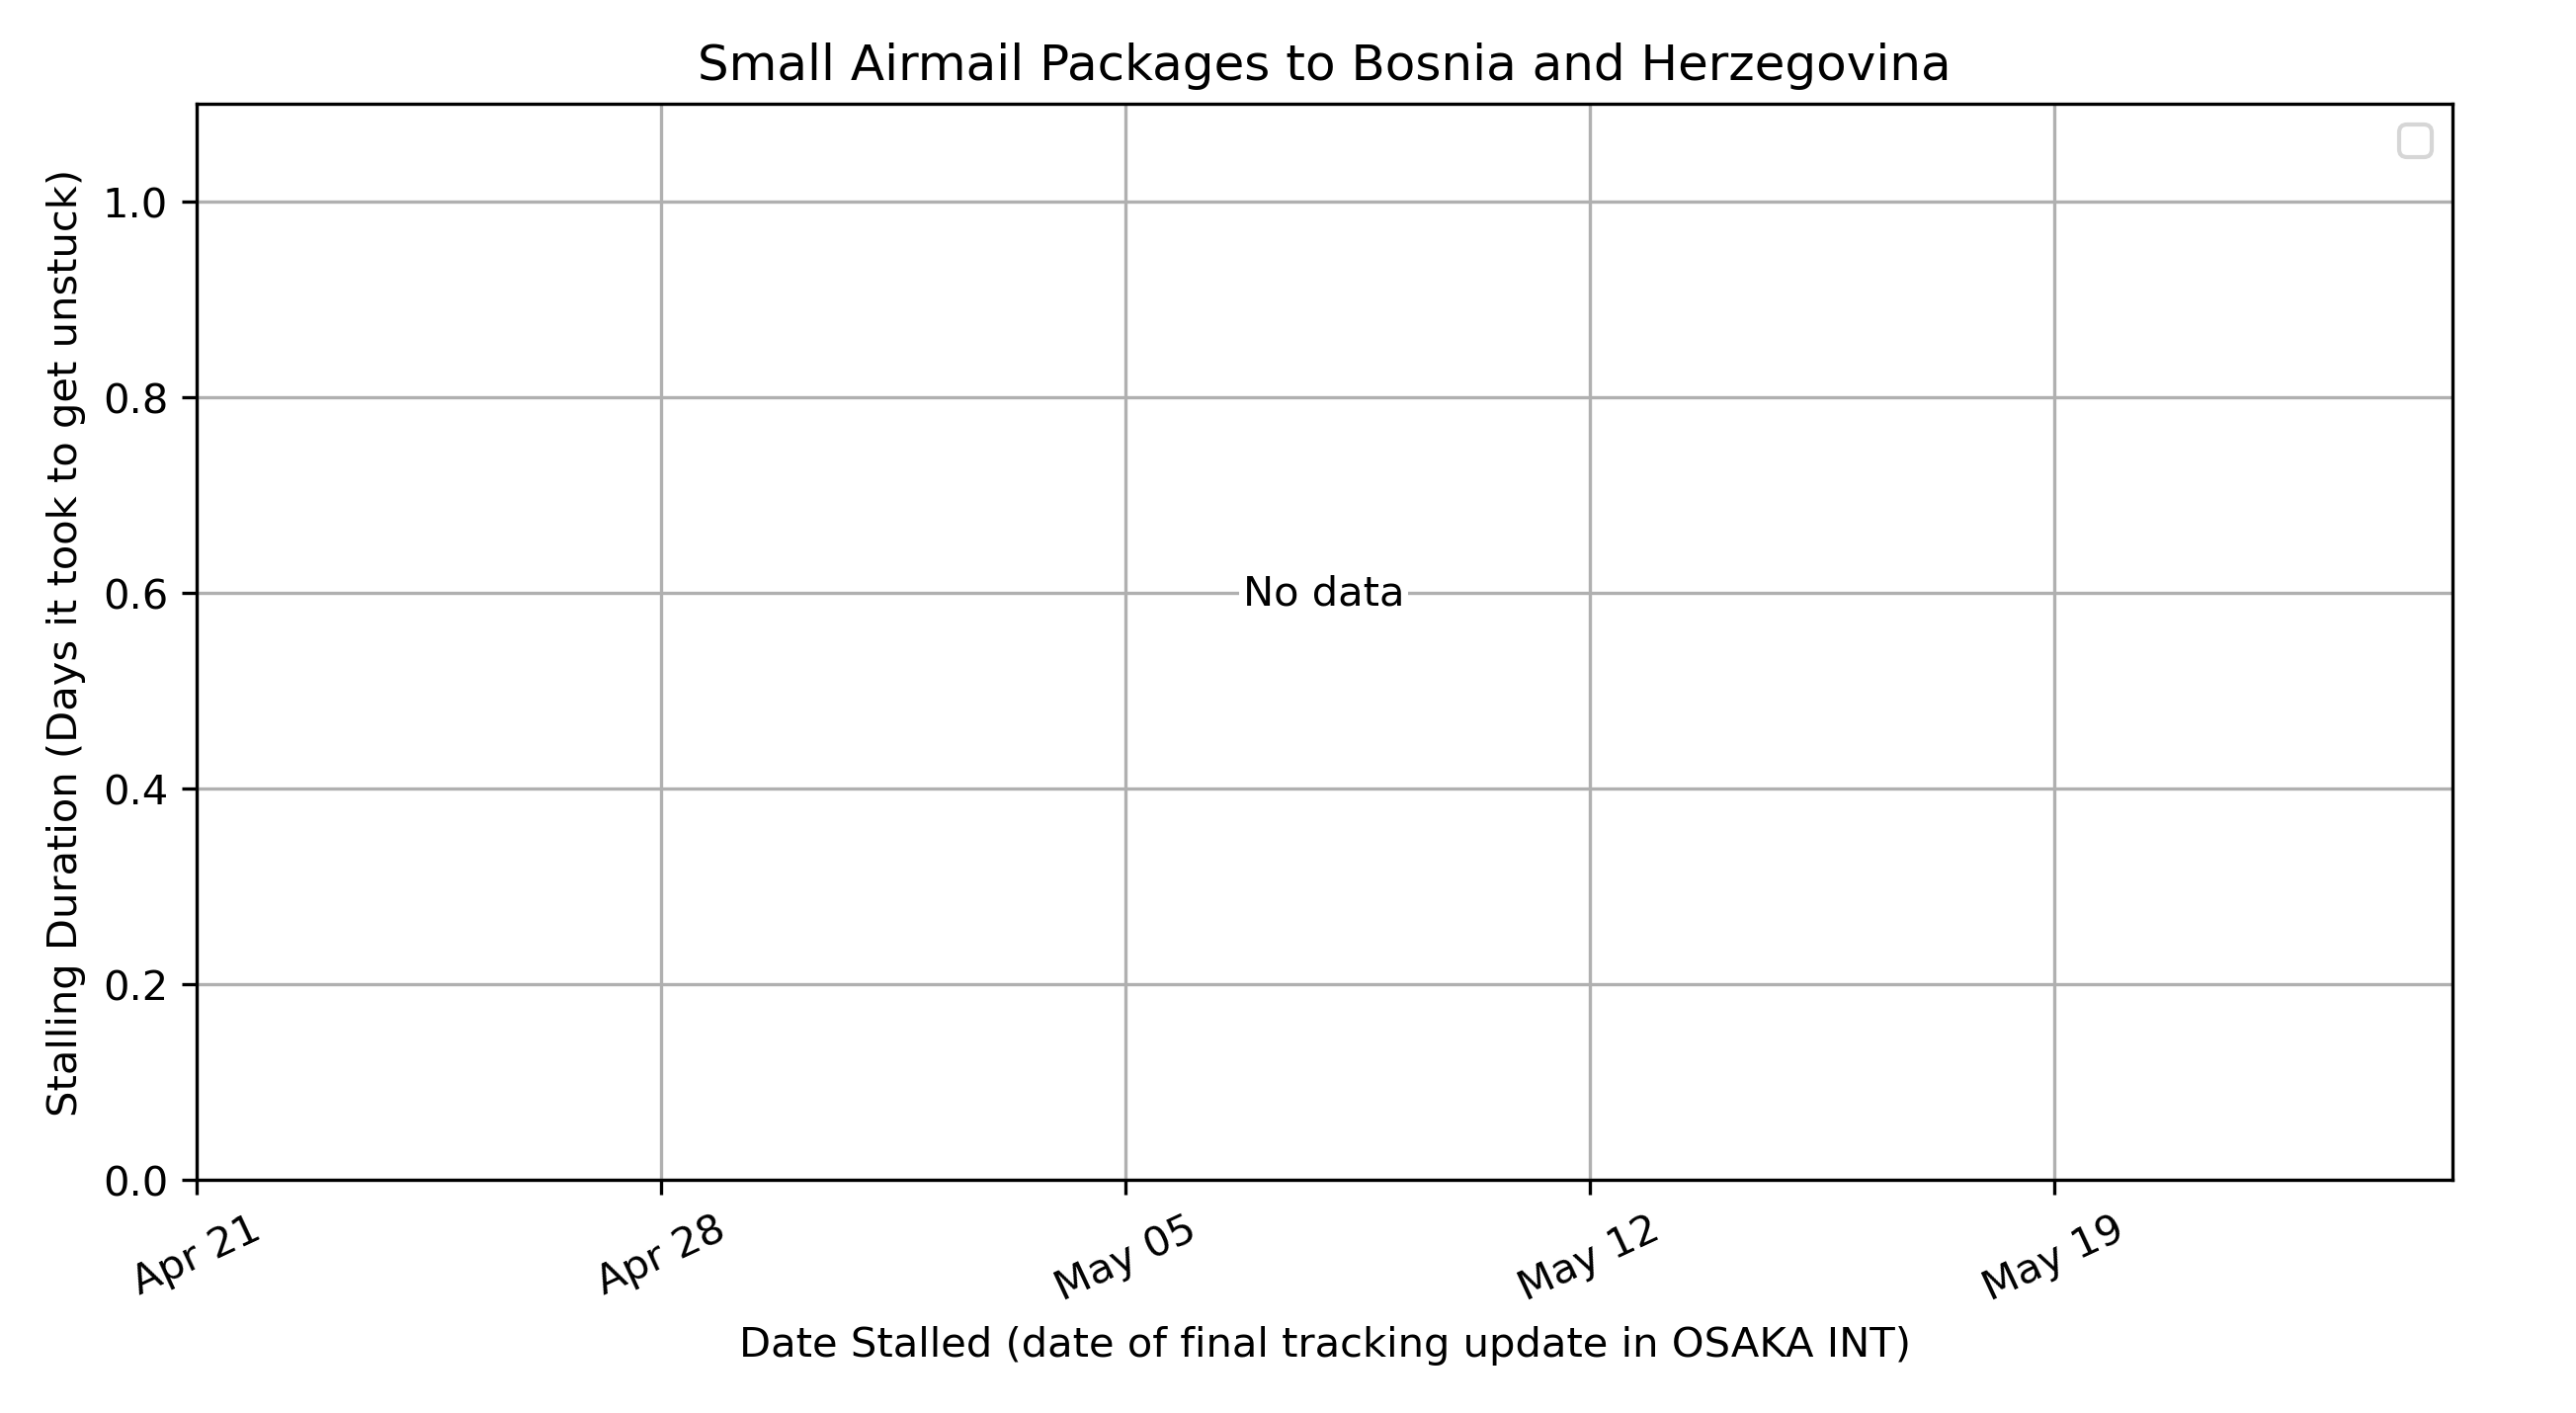 Small Airmail Packages to Bosnia and Herzegovina
Stalling Duration (Days it took to get unstuck)
1.0
0.8
0.6
0.4
0.2
0.0
No data
Apr 21
Apr 28
May 05
May 12
May 19
Date Stalled (date of final tracking update in OSAKA INT)